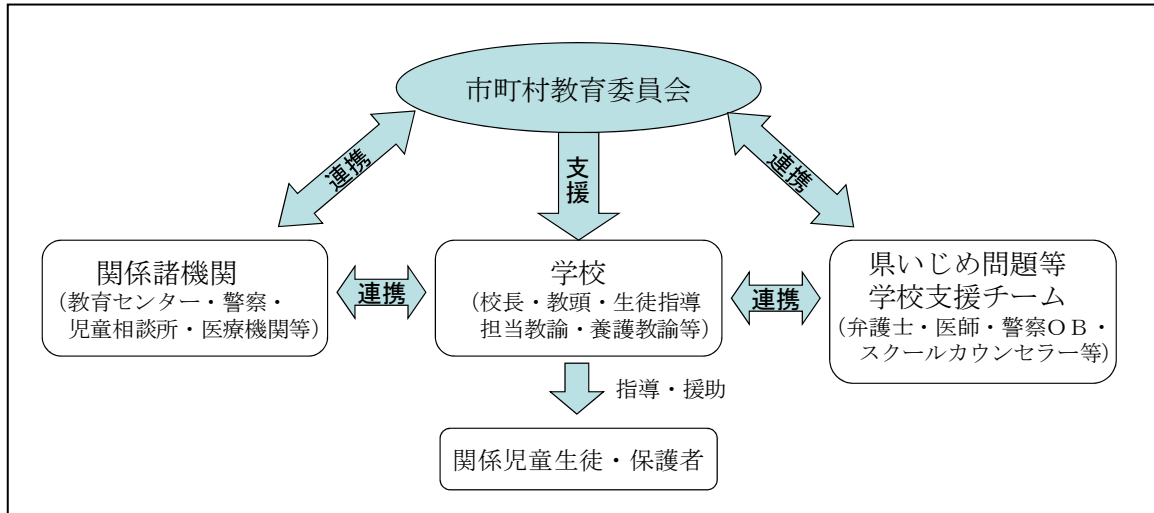 市町村教育委員会
連携
支援
連携
関係諸機関
(教育センター・警察・
児童相談所・医療機関等)
連携
学校
(校長・教頭・生徒指導
担当教諭・養護教諭等)
連携
県いじめ問題等
学校支援チーム
(弁護士・医師・警察ＯＢ・
スクールカウンセラー等)
指導・援助
関係児童生徒・保護者